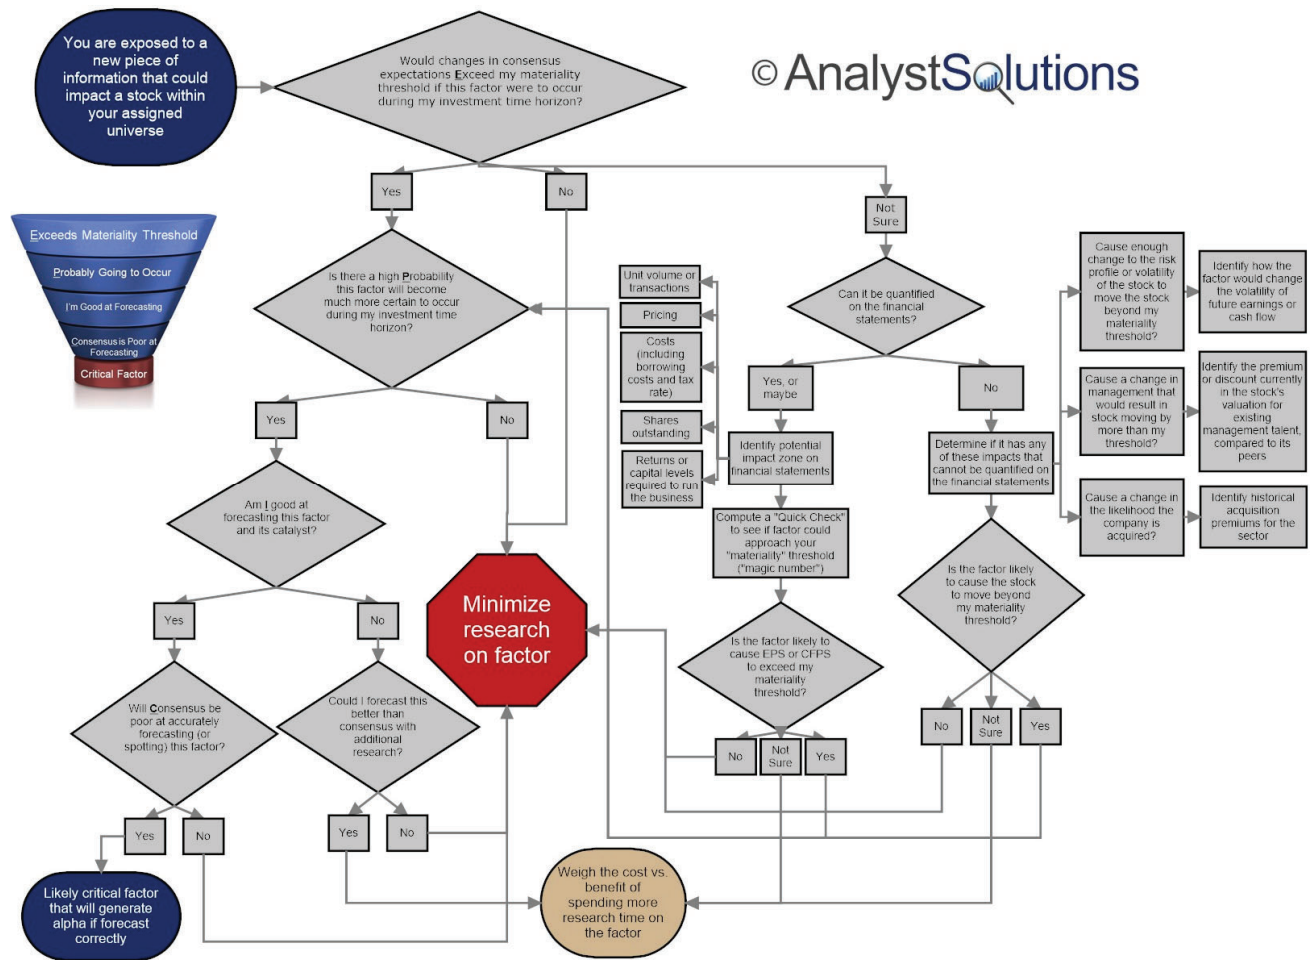 You are exposed to a
new piece of
information that could
impact a stock within
your assigned
universe
Would changes in consensus
expectations Exceed my materiality
threshold if this factor were to occur
during my investment time horizon?
© AnalystSolutions
Yes
No
Not
Sure
Exceeds Materiality Threshold
Probably Going to Occur
I'm Good at Forecasting
Consensus is Poor at
Forecasting
Critical Factor
Is there a high Probability
this factor will become
much more certain to occur
during my investment time
horizon?
Unit volume or
transactions
Pricing
Costs
(including
borrowing
costs and tax
rate)
Shares
outstanding
Returns or
capital levels
required to run
the business
Can it be quantified
on the financial
statements?
Cause enough
change to the risk
profile or volatility
of the stock to
move the stock
beyond my
materiality
threshold?
Identify how the
factor would change
the volatility of
future earnings or
cash flow
Yes, or
maybe
No
Cause a change in
management that
would result in
stock moving by
more than my
threshold?
Identify the premium
or discount currently
in the stock's
valuation for
existing
management talent,
compared to its
peers
Yes
No
Identify potential
impact zone on
financial statements
Determine if it has any
of these impacts that
cannot be quantified on
the financial statements
Cause a change in
the likelihood the
company is
acquired?
Identify historical
acquisition
premiums for the
sector
Am I good at
forecasting this factor
and its catalyst?
Compute a "Quick Check"
to see if factor could
approach your
"materiality" threshold
("magic number")
Is the factor likely to
cause the stock
to move beyond
my materiality
threshold?
Yes
No
Minimize
research
on factor
Is the factor likely to
cause EPS or CFPS
to exceed my
materiality
threshold?
Will Consensus be
poor at accurately
forecasting (or
spotting) this factor?
Could I forecast this
better than
consensus with
additional
research?
No
Not
Sure
Yes
No
Not
Sure
Yes
Yes
No
Yes
No
Likely critical factor
that will generate
alpha if forecast
correctly
Weigh the cost vs.
benefit of
spending more
research time on
the factor